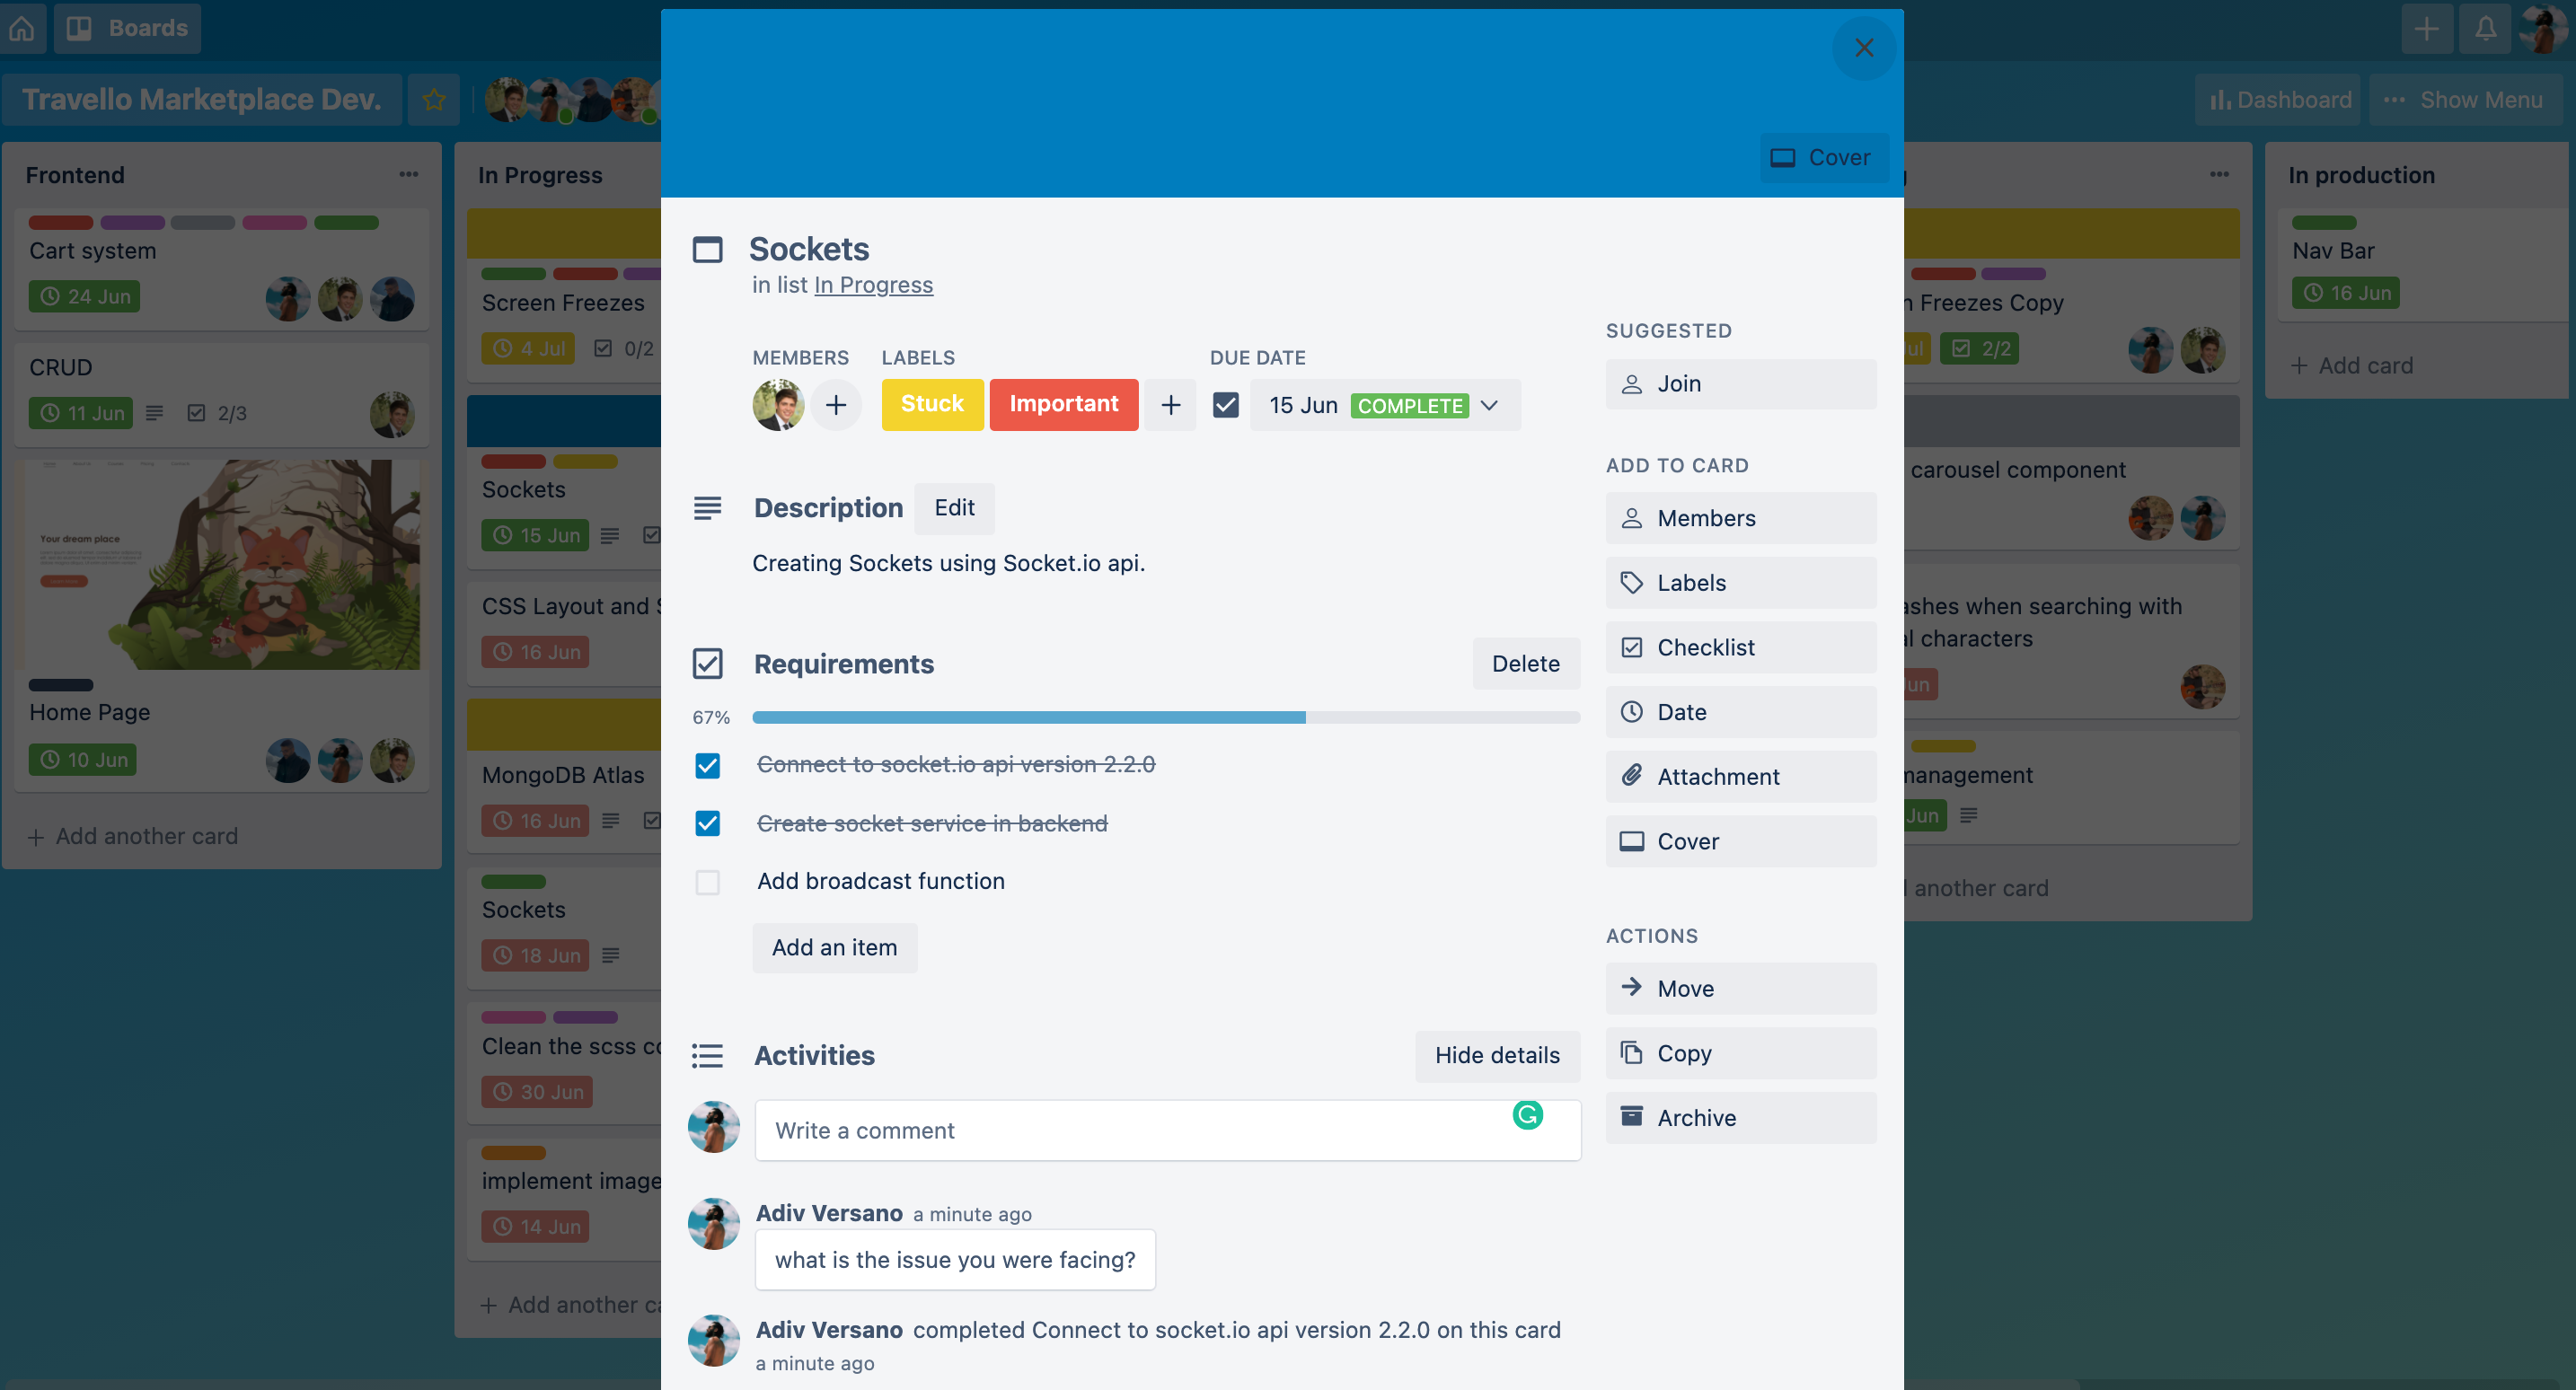 Boards
Travello Marketplace Dev.
Dashboard
Show Menu
Frontend
Cart system
24 Jun
CRUD
11 Jun
2/3
Your dream place
Home Page
10 Jun
Add another card
In Progress
Screen Freezes
4 Jul
0/2
Sockets
15 Jun
CSS Layout and
16 Jun
MongoDB Atlas
16 Jun
Sockets
18 Jun
Clean the scss
30 Jun
implement image
14 Jun
Add another
Cover
Sockets
in list In Progress
MEMBERS
LABELS
DUE DATE
Stuck
Important
15 Jun
COMPLETE
Description
Edit
Creating Sockets using Socket.io api.
Requirements
Delete
67%
Connect to socket.io api version 2.2.0
Create socket service in backend
Add broadcast function
Add an item
Activities
Hide details
Write a comment
Adiv Versano a minute ago
what is the issue you were facing?
Adiv Versano completed Connect to socket.io api version 2.2.0 on this card
a minute ago
SUGGESTED
Join
ADD TO CARD
Members
Labels
Checklist
Date
Attachment
Cover
ACTIONS
Move
Copy
Archive
Freezes Copy
2/2
carousel component
when searching with
characters
another card
In production
Nav Bar
16 Jun
Add card